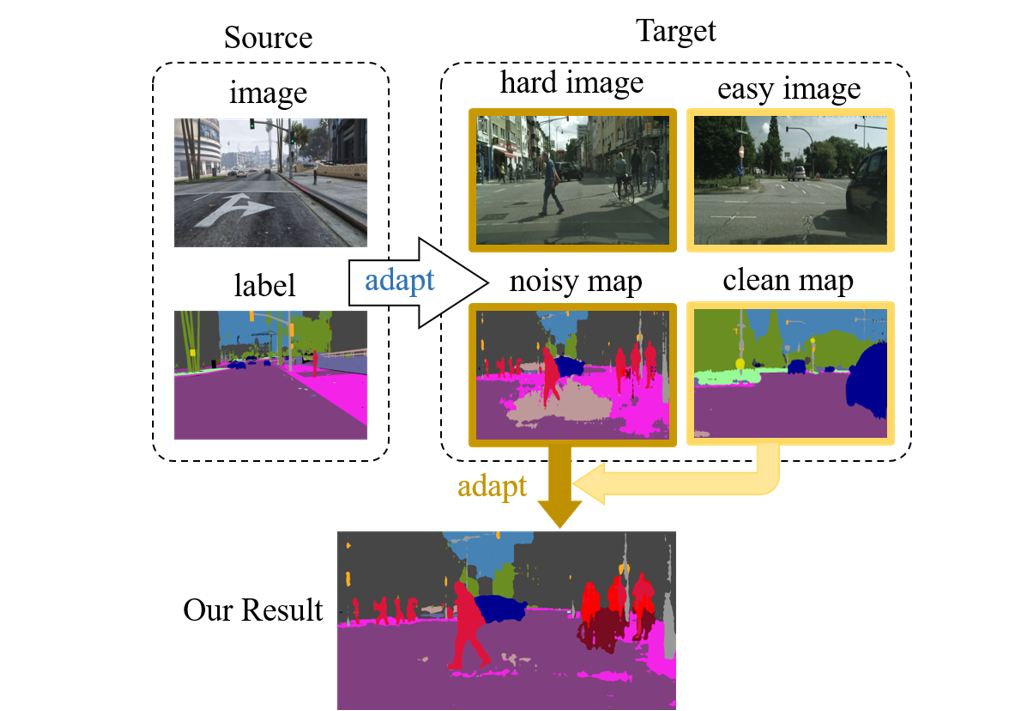 Source
Target
image
hard image
easy image
label
adapt
noisy map
clean map
adapt
Our Result